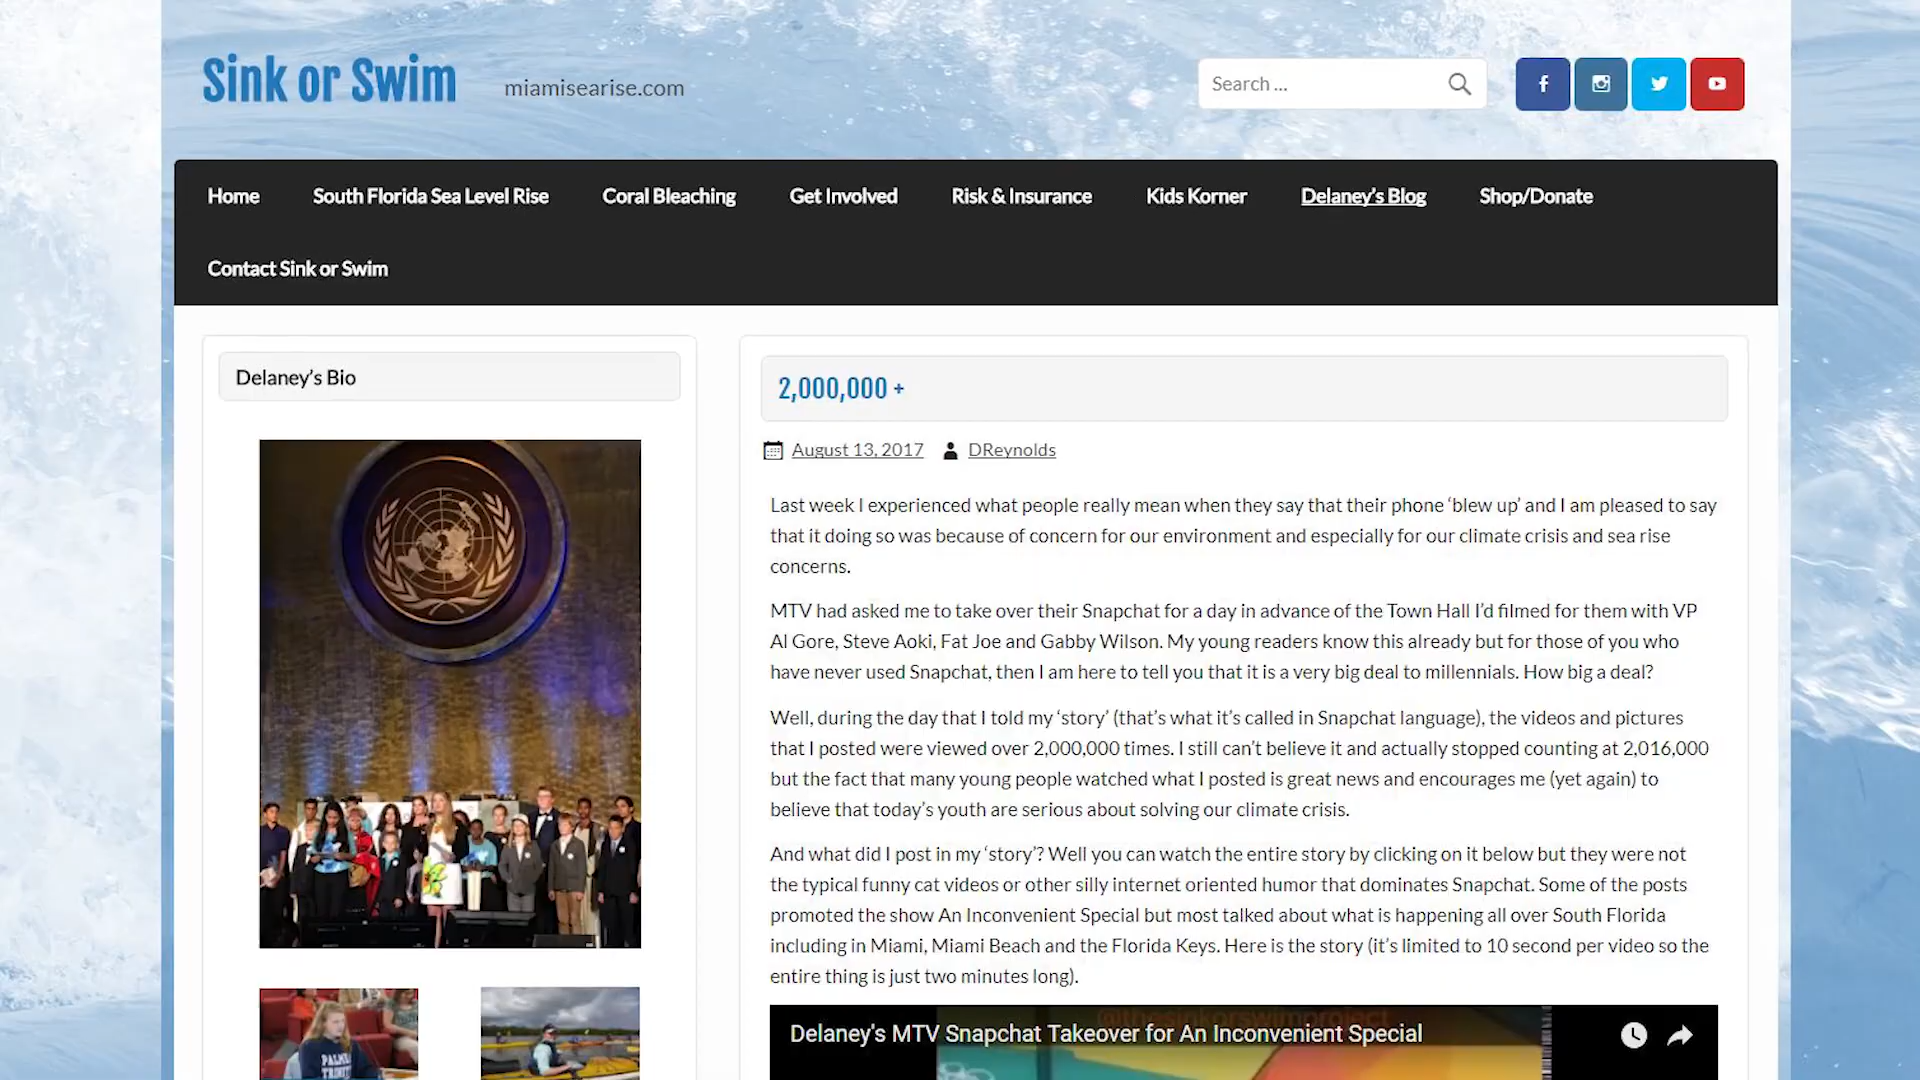 Sink or Swim
miamisearise.com
Search ...
Home South Florida Sea Level Rise Coral Bleaching Get Involved Risk & Insurance Kids Korner Delaney's Blog Shop/Donate
Contact Sink or Swim
Delaney's Bio
PALMER
TRINITY
2,000,000 +
August 13, 2017 DReynolds
Last week I experienced what people really mean when they say that their phone ‘blew up’ and I am pleased to say
that it doing so was because of concern for our environment and especially for our climate crisis and sea rise
concerns.
MTV had asked me to take over their Snapchat for a day in advance of the Town Hall I’d filmed for them with VP
Al Gore, Steve Aoki, Fat Joe and Gabby Wilson. My young readers know this already but for those of you who
have never used Snapchat, then I am here to tell you that it is a very big deal to millennials. How big a deal?
Well, during the day that I told my ‘story’ (that’s what it’s called in Snapchat language), the videos and pictures
that I posted were viewed over 2,000,000 times. I still can’t believe it and actually stopped counting at 2,016,000
but the fact that many young people watched what I posted is great news and encourages me (yet again) to
believe that today’s youth are serious about solving our climate crisis.
And what did I post in my ‘story’? Well you can watch the entire story by clicking on it below but they were not
the typical funny cat videos or other silly internet oriented humor that dominates Snapchat. Some of the posts
promoted the show An Inconvenient Special but most talked about what is happening all over South Florida
including in Miami, Miami Beach and the Florida Keys. Here is the story (it’s limited to 10 second per video so the
entire thing is just two minutes long).
@thesinkorswimproject
Delaney's MTV Snapchat Takeover for An Inconvenient Special